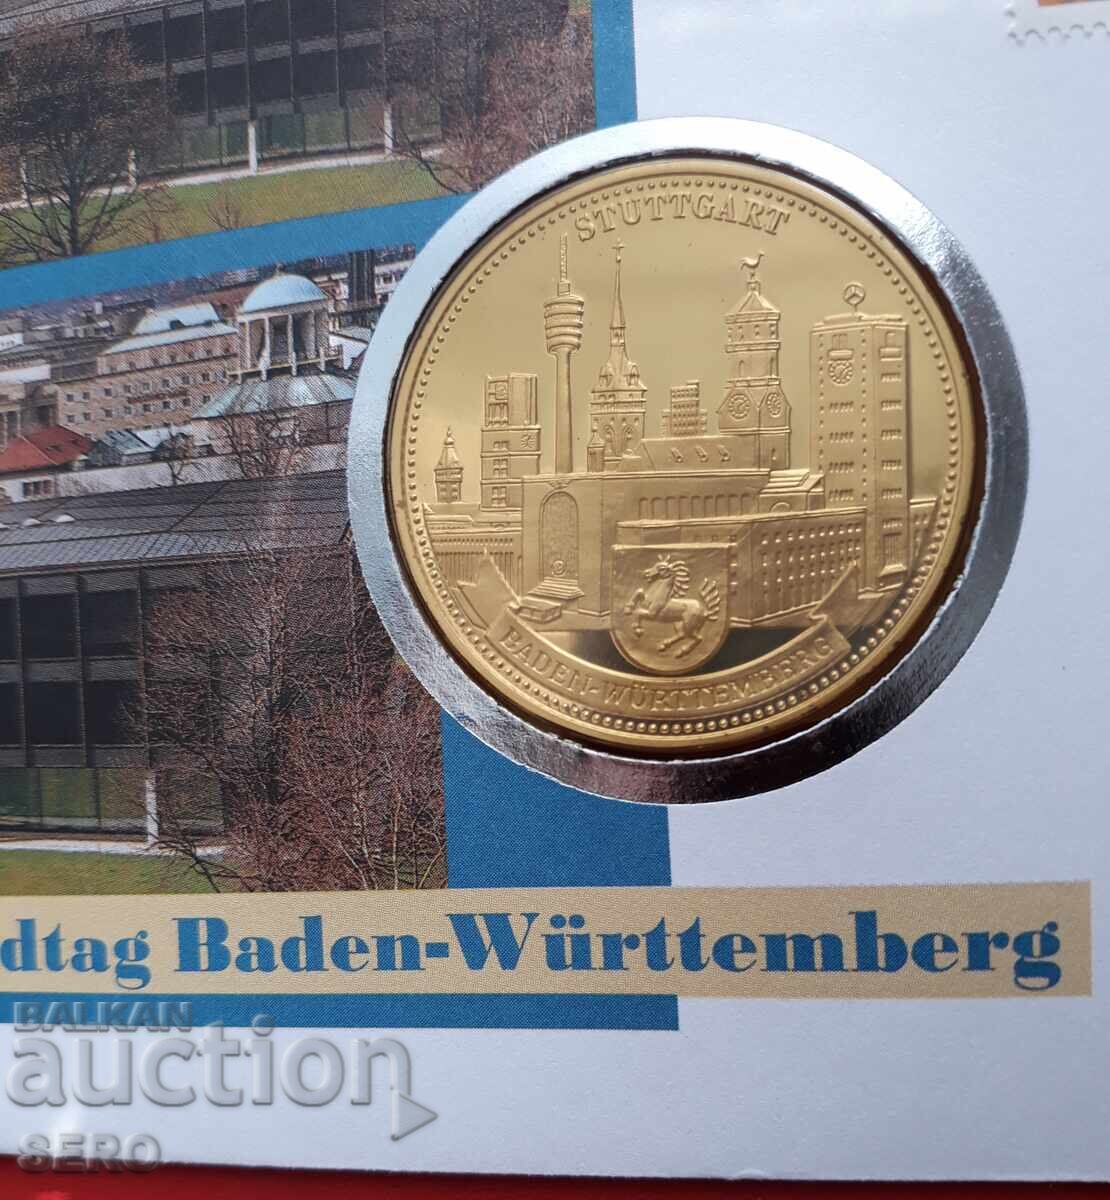 STUTTGART
BADEN-WÜRTTEMBERG
dtag Baden-Württemberg
BALKAN
auction
SERO